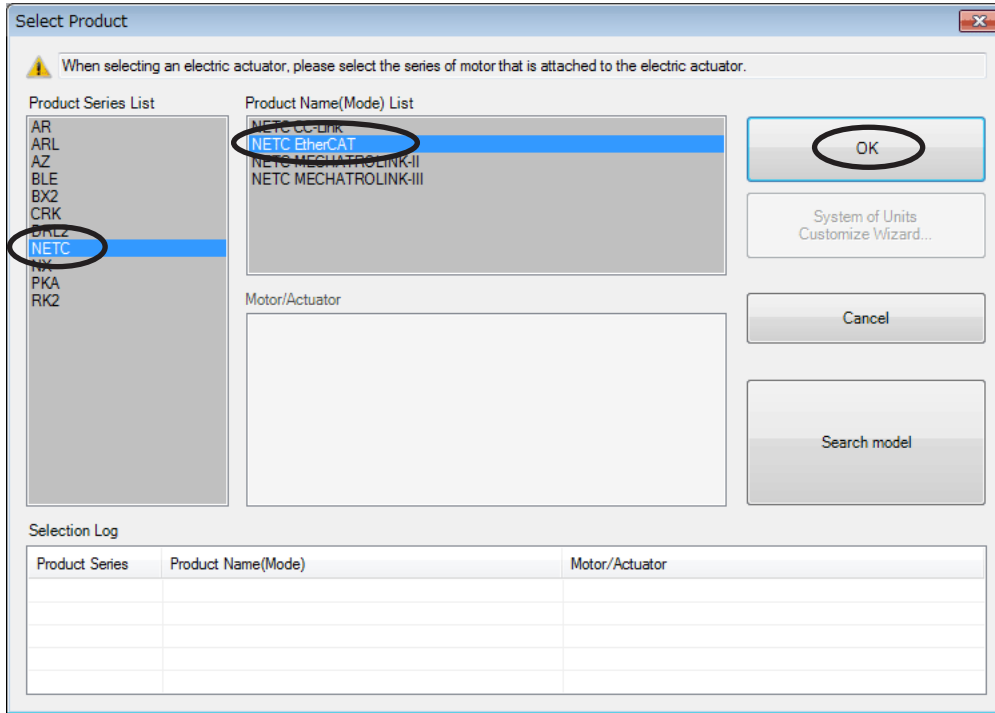 Select Product
When selecting an electric actuator, please select the series of motor that is attached to the electric actuator.
Product Series List
AR
ARL
AZ
BLE
BX2
CRK
DRL2
NETC
NX
PKA
RK2
Product Name(Mode) List
NETC CC-Link
NETC EtherCAT
NETC MECHATROLINK-II
NETC MECHATROLINK-III
Motor/Actuator
OK
System of Units
Customize Wizard...
Cancel
Search model
Selection Log
Product Series Product Name(Mode) Motor/Actuator